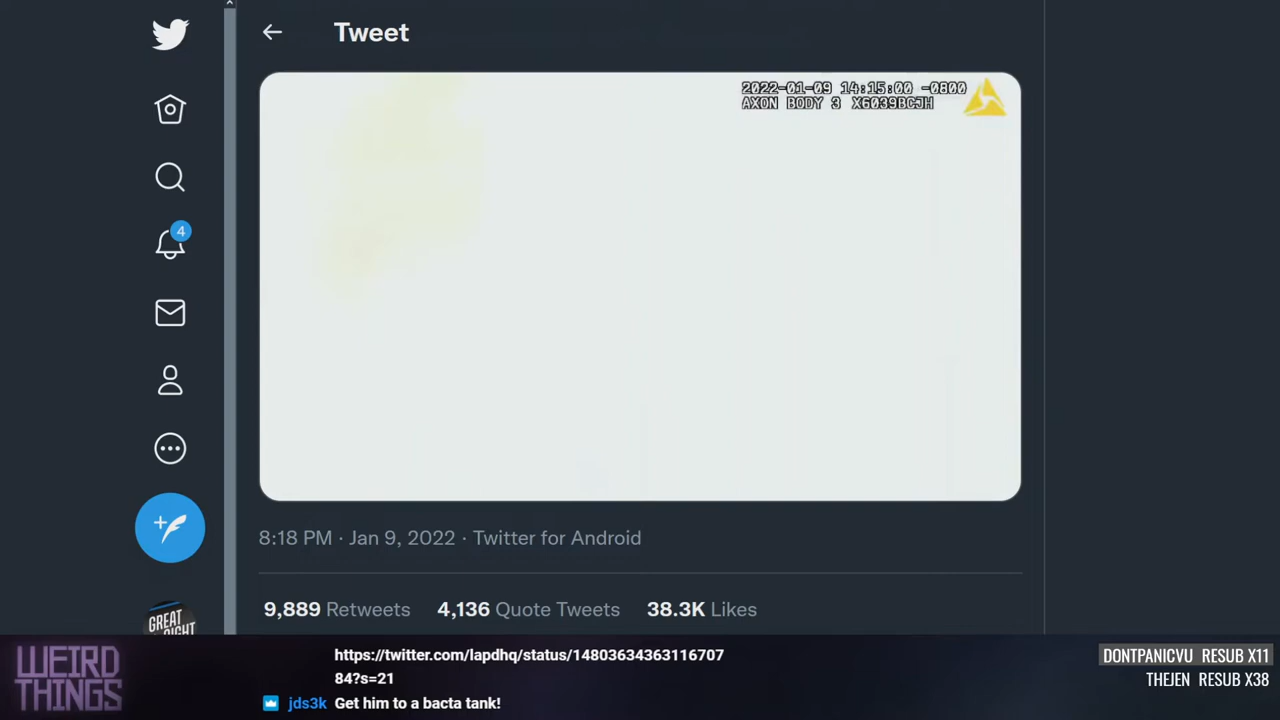 Tweet
2022-01-09 14:15:00 -0800
AXON BODY 3 X6039BCJH
4
8:18 PM · Jan 9, 2022 · Twitter for Android
9,889 Retweets 4,136 Quote Tweets 38.3K Likes
GREAT
WEIRD
THINGS
https://twitter.com/lapdhq/status/14803634363116707
84?s=21
jds3k Get him to a bacta tank!
DONTPANICVU RESUB X11
THEJEN RESUB X38